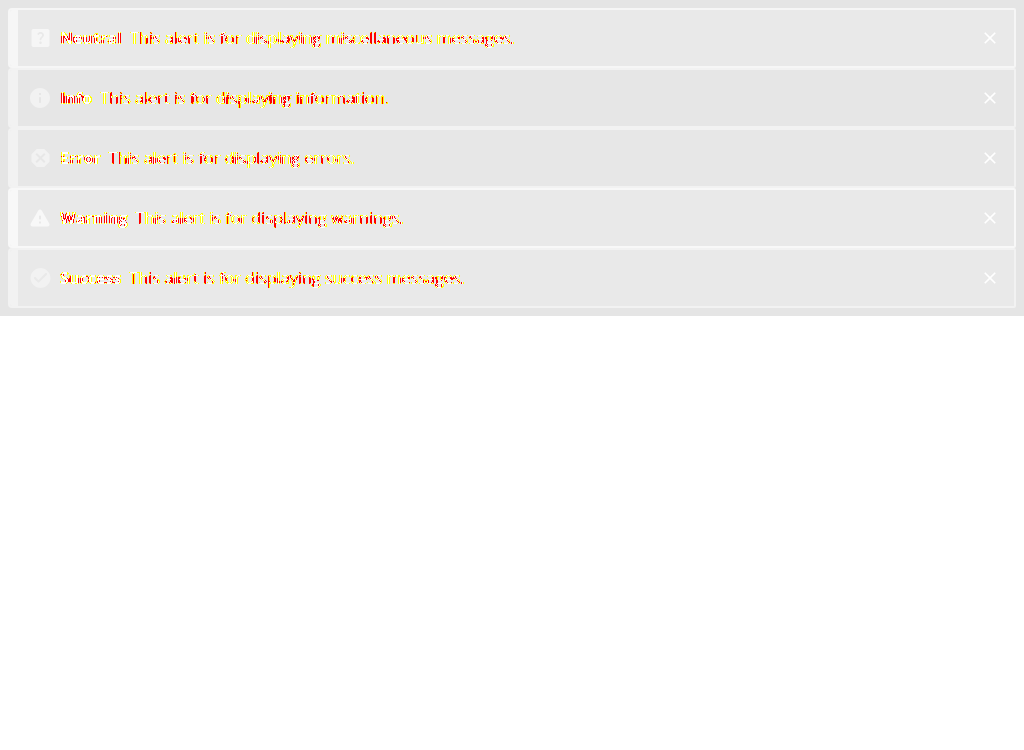 Neutral This alert is for displaying miscellaneous messages.
Info This alert is for displaying information.
Error This alert is for displaying errors
Warning This alert is for displaying warnings.
Success This alert is for displaying success messages.